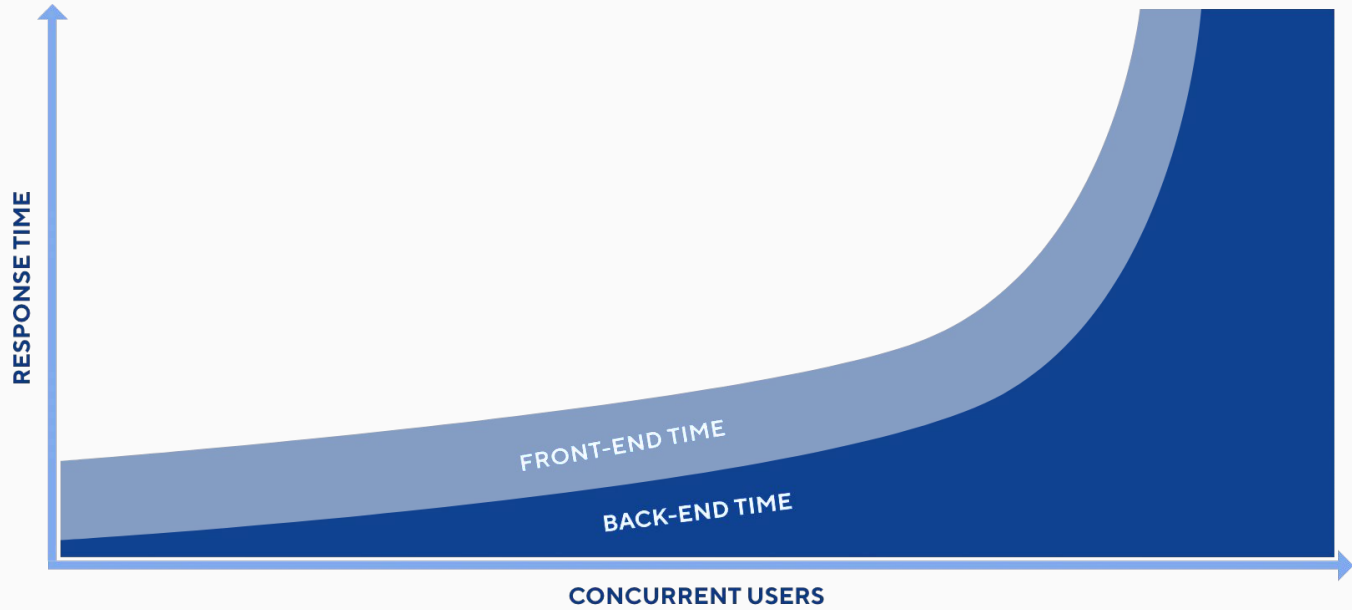 RESPONSE TIME
FRONT-END TIME
BACK-END TIME
CONCURRENT USERS